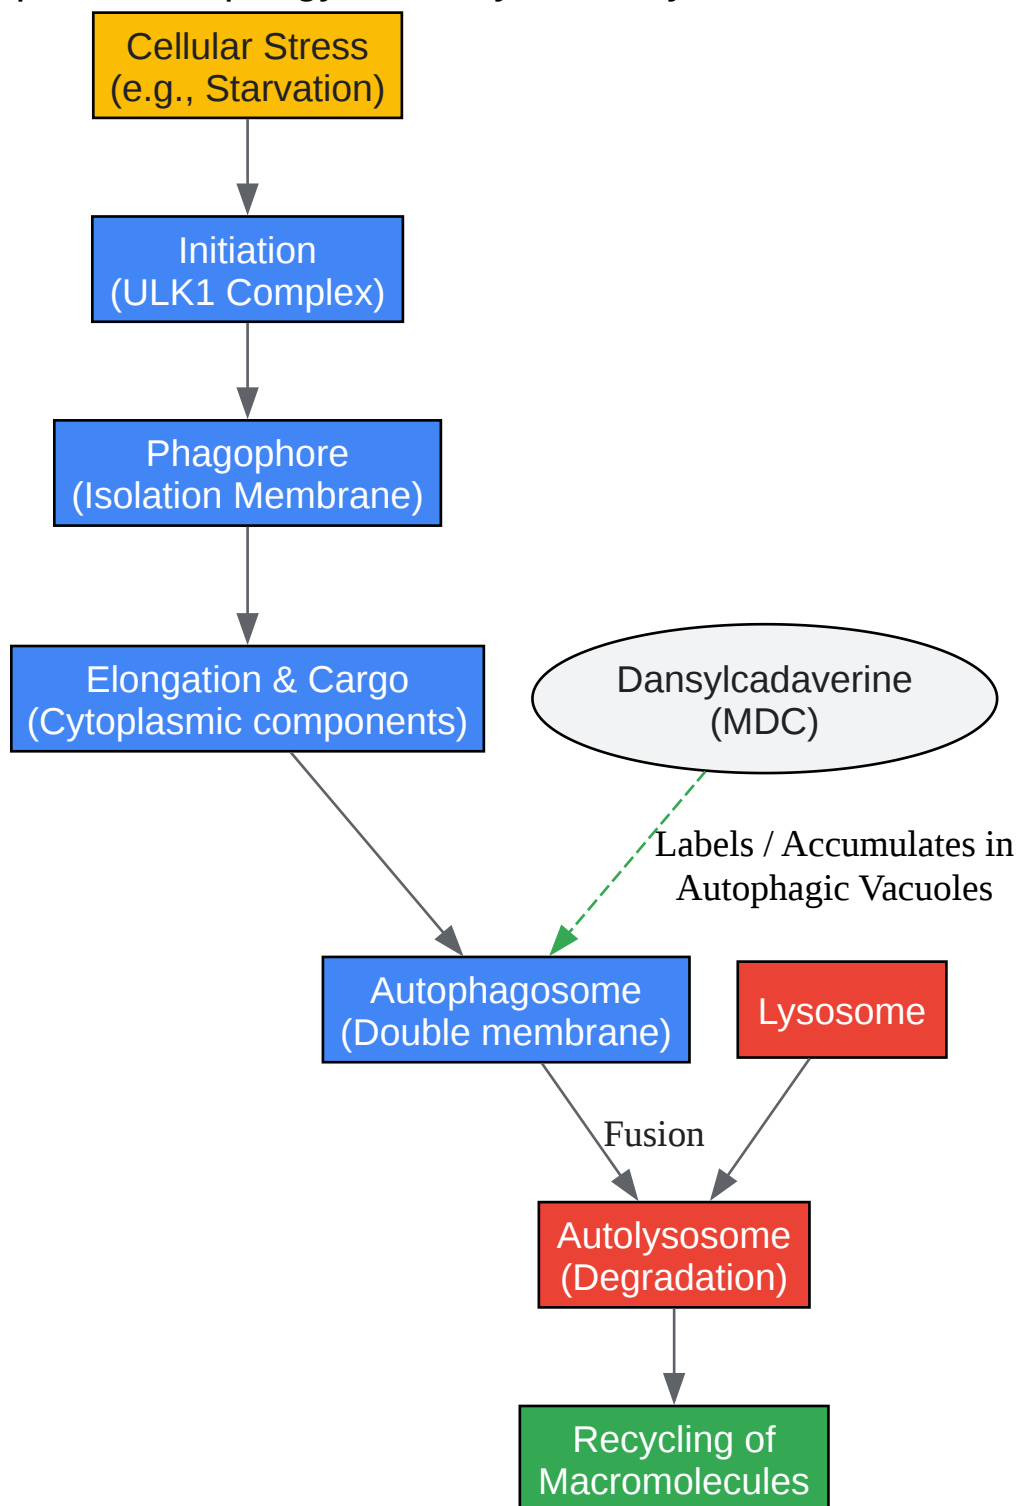 Cellular Stress
(e.g., Starvation)
Initiation
(ULK1 Complex)
Phagophore
(Isolation Membrane)
Elongation & Cargo
(Cytoplasmic components)
Dansylcadaverine
(MDC)
Labels / Accumulates in
Autophagic Vacuoles
Autophagosome
(Double membrane)
Lysosome
Fusion
Autolysosome
(Degradation)
Recycling of
Macromolecules